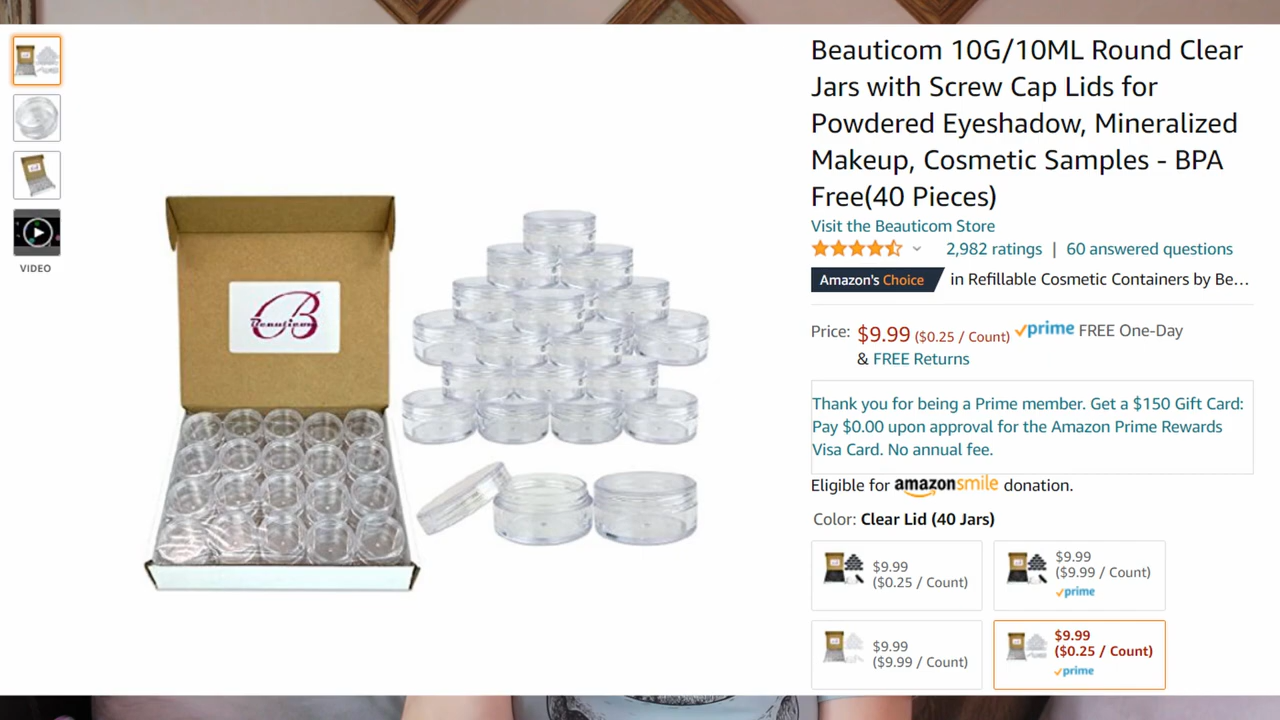 VIDEO
B
Beauticom
Beauticom 10G/10ML Round Clear
Jars with Screw Cap Lids for
Powdered Eyeshadow, Mineralized
Makeup, Cosmetic Samples - BPA
Free(40 Pieces)
Visit the Beauticom Store
2,982 ratings | 60 answered questions
Amazon's Choice in Refillable Cosmetic Containers by Be…
Price: $9.99 ($0.25 / Count) prime FREE One-Day
& FREE Returns
Thank you for being a Prime member. Get a $150 Gift Card:
Pay $0.00 upon approval for the Amazon Prime Rewards
Visa Card. No annual fee.
Eligible for amazonsmile donation.
Color: Clear Lid (40 Jars)
$9.99
($0.25 / Count)
$9.99
($9.99 / Count)
prime
$9.99
($9.99 / Count)
$9.99
($0.25 / Count)
prime